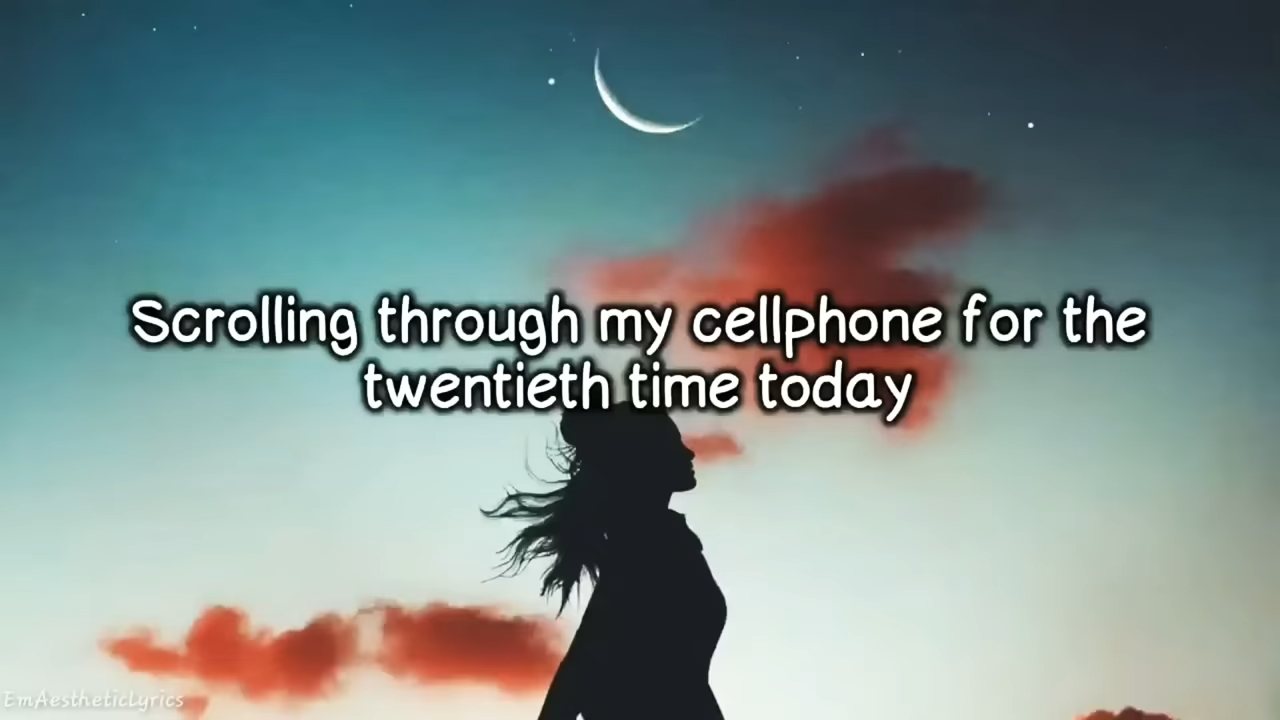 Scrolling through my cellphone for the
twentieth time today
EmAestheticLyrics